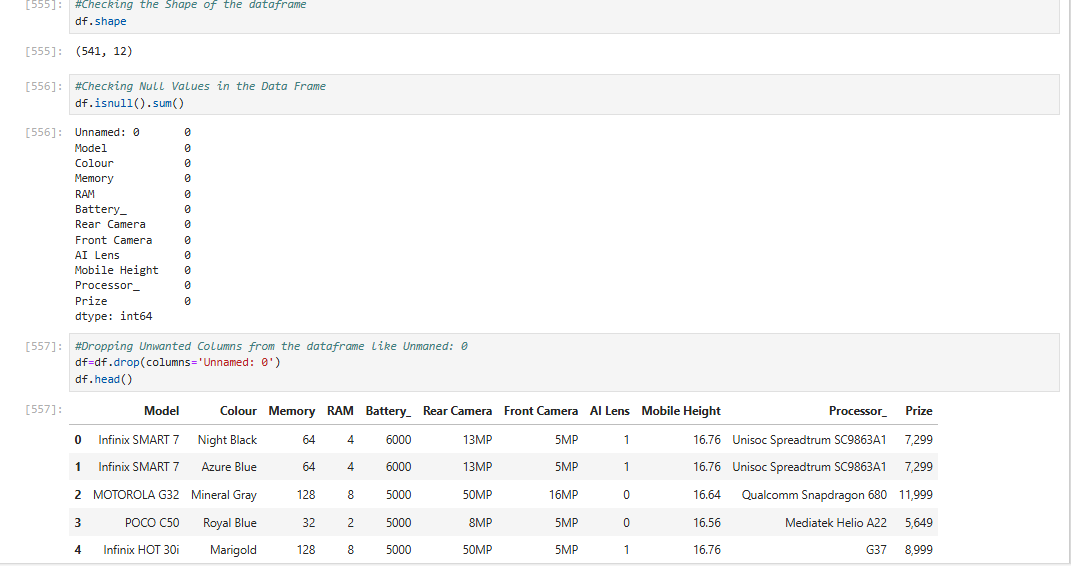 [555]: #Checking the Shape of the dataframe
df.shape
[555]: (541, 12)
[556]: #Checking Null Values in the Data Frame
df.isnull().sum()
[556]: Unnamed: 0 0
Model 0
Colour 0
Memory 0
RAM 0
Battery_ 0
Rear Camera 0
Front Camera 0
AI Lens 0
Mobile Height 0
Processor_ 0
Prize 0
dtype: int64
[557]: #Dropping Unwanted Columns from the dataframe like Unmaned: 0
df=df.drop(columns='Unnamed: 0')
df.head()
[557]: Model Colour Memory RAM Battery_ Rear Camera Front Camera AI Lens Mobile Height Processor_ Prize
0 Infinix SMART 7 Night Black 64 4 6000 13MP 5MP 1 16.76 Unisoc Spreadtrum SC9863A1 7,299
1 Infinix SMART 7 Azure Blue 64 4 6000 13MP 5MP 1 16.76 Unisoc Spreadtrum SC9863A1 7,299
2 MOTOROLA G32 Mineral Gray 128 8 5000 50MP 16MP 0 16.64 Qualcomm Snapdragon 680 11,999
3 POCO C50 Royal Blue 32 2 5000 8MP 5MP 0 16.56 Mediatek Helio A22 5,649
4 Infinix HOT 30i Marigold 128 8 5000 50MP 5MP 1 16.76 G37 8,999